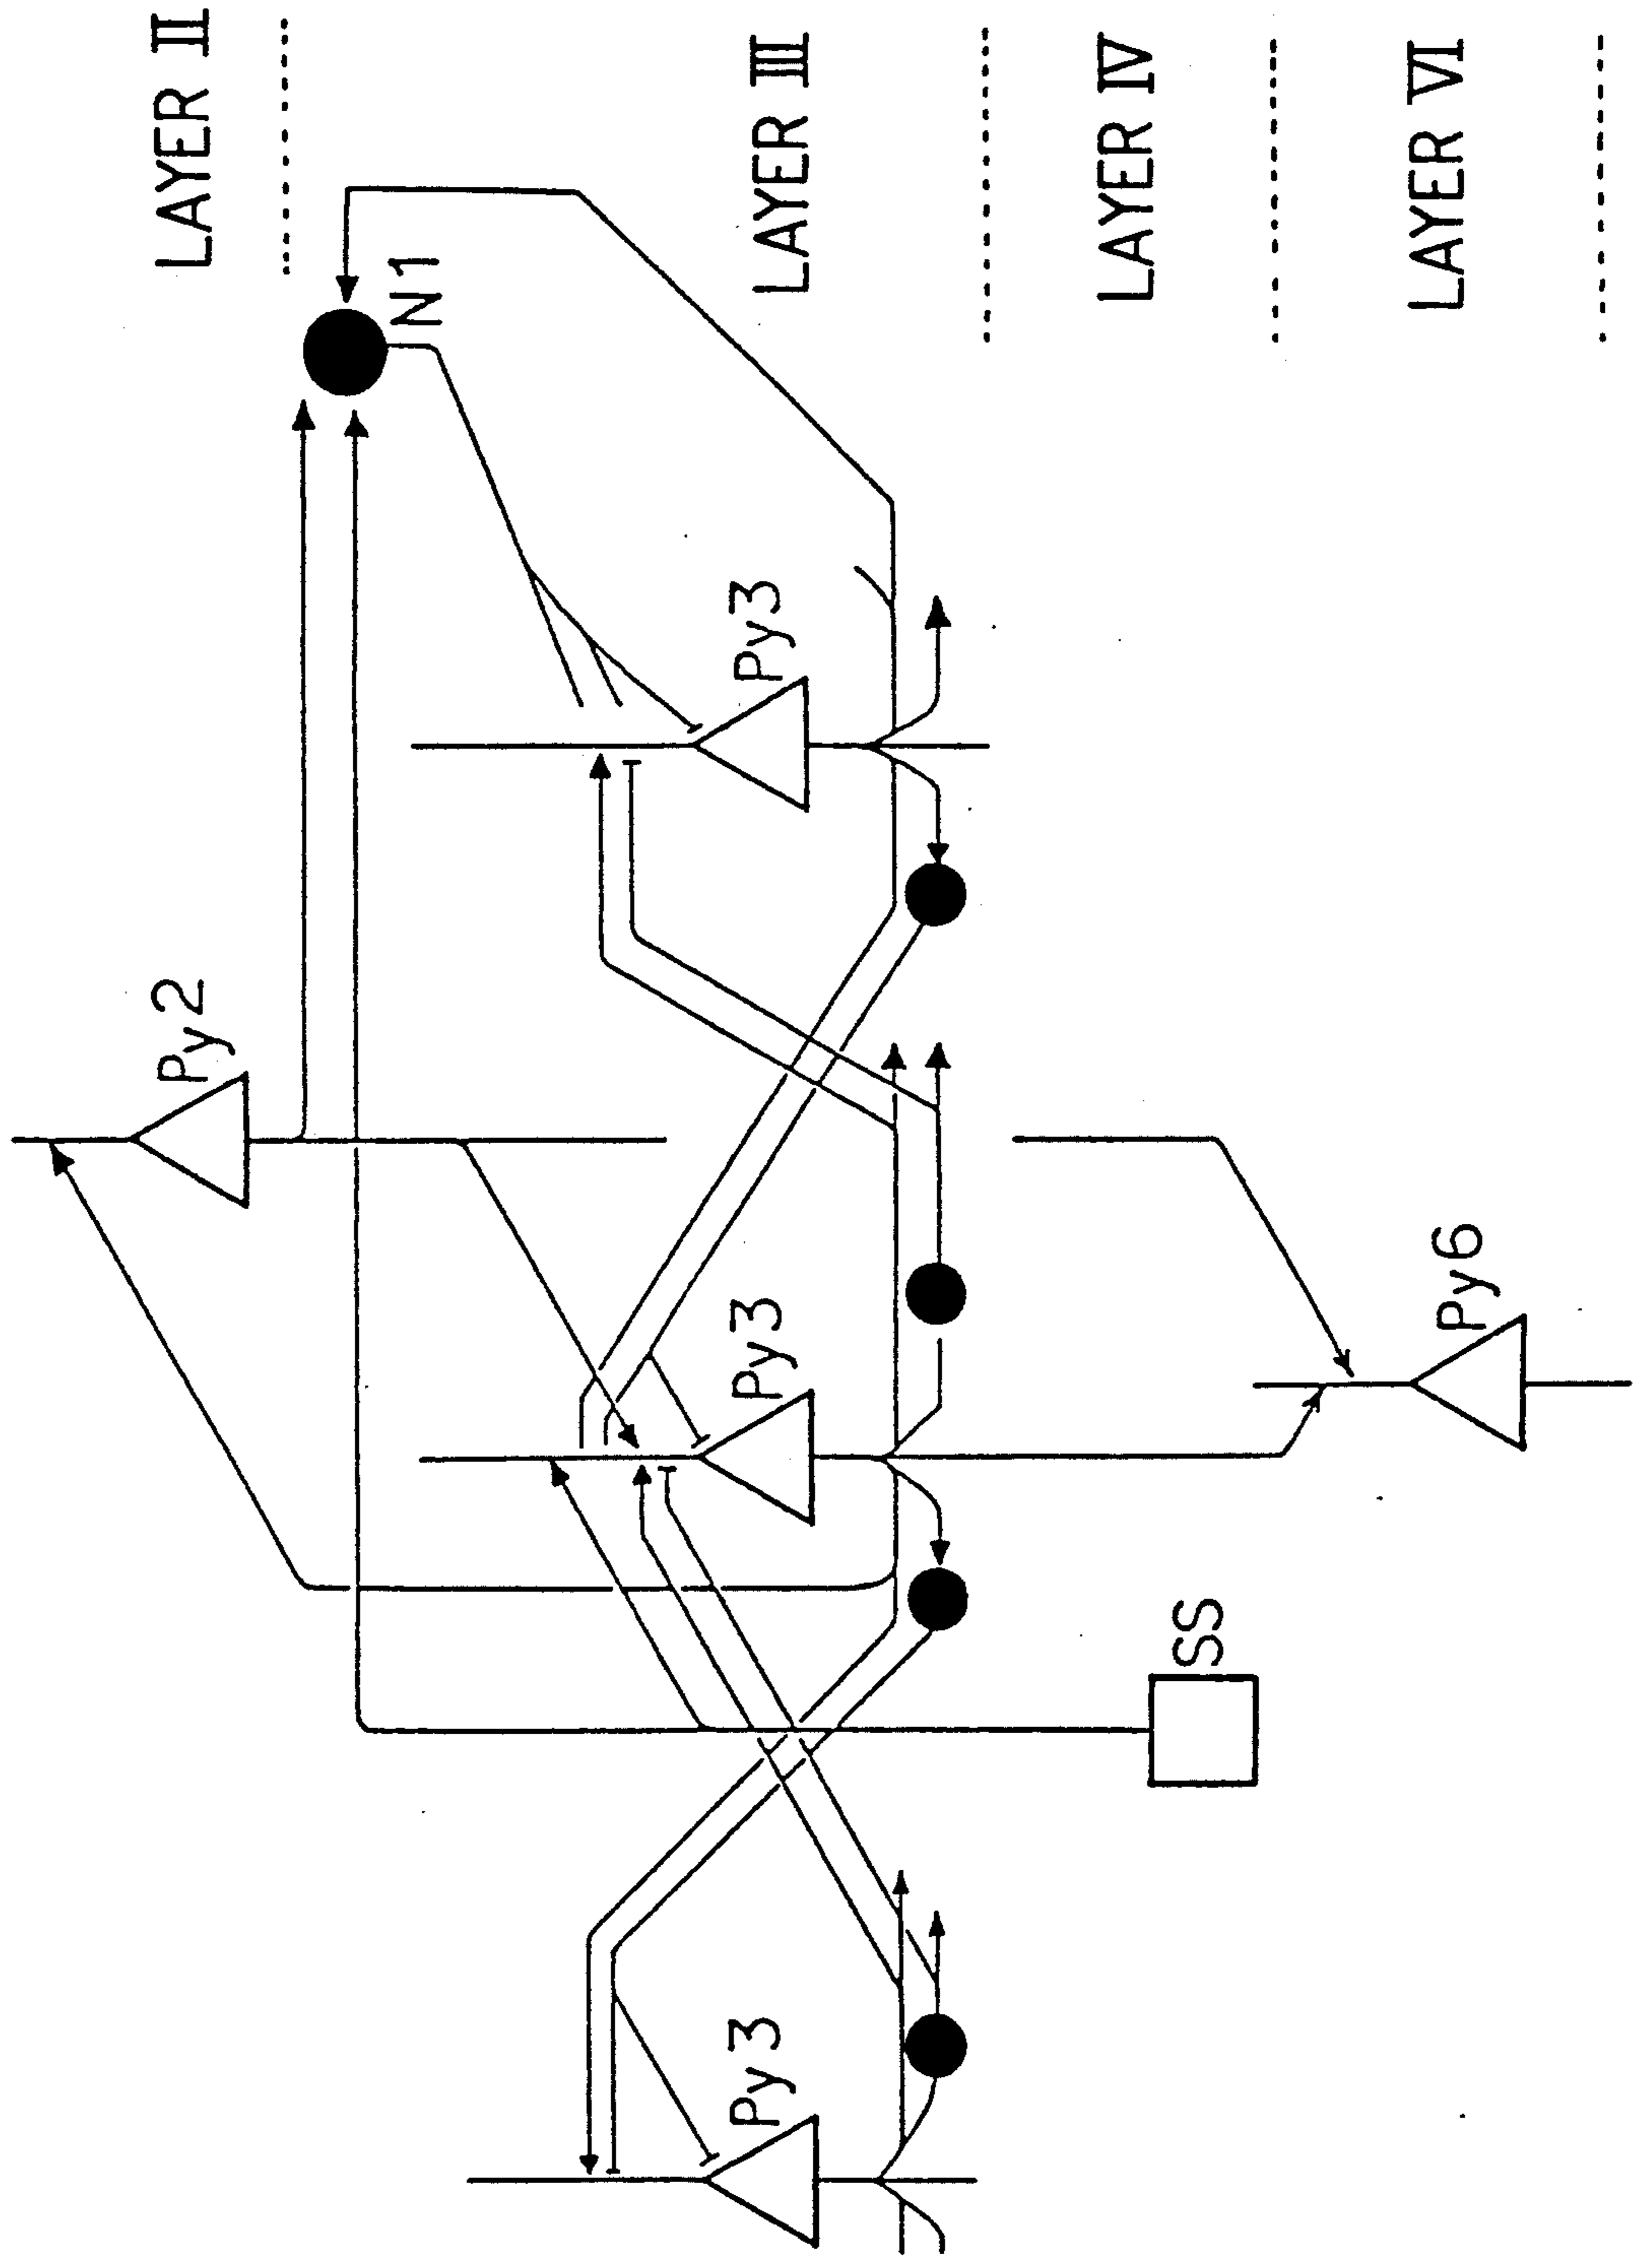 LAYER II
N1
Py2
LAYER III
Py3
Py3
Py3
LAYER IV
SS
LAYER VI
Py6